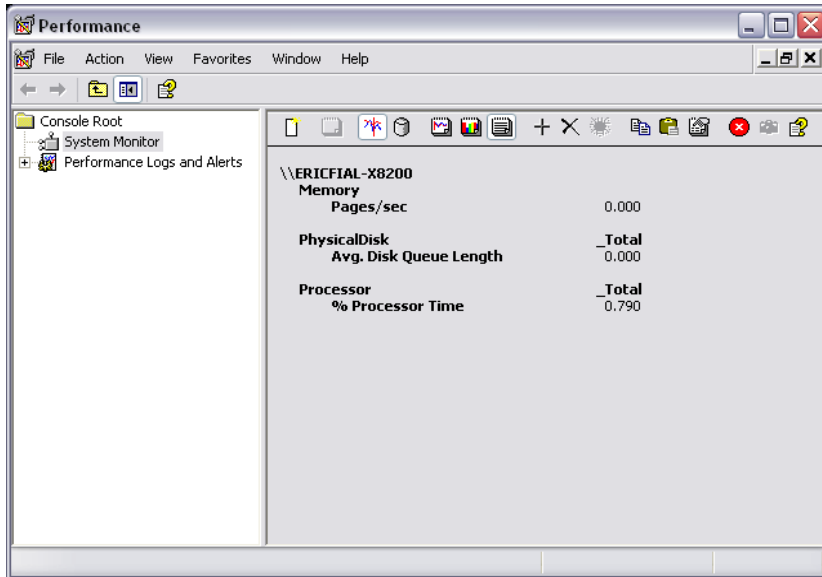 Performance
File Action View Favorites Window Help
Console Root
System Monitor
Performance Logs and Alerts
\\ERICFIAL-X8200
Memory
Pages/sec 0.000
PhysicalDisk _Total
Avg. Disk Queue Length 0.000
Processor _Total
% Processor Time 0.790